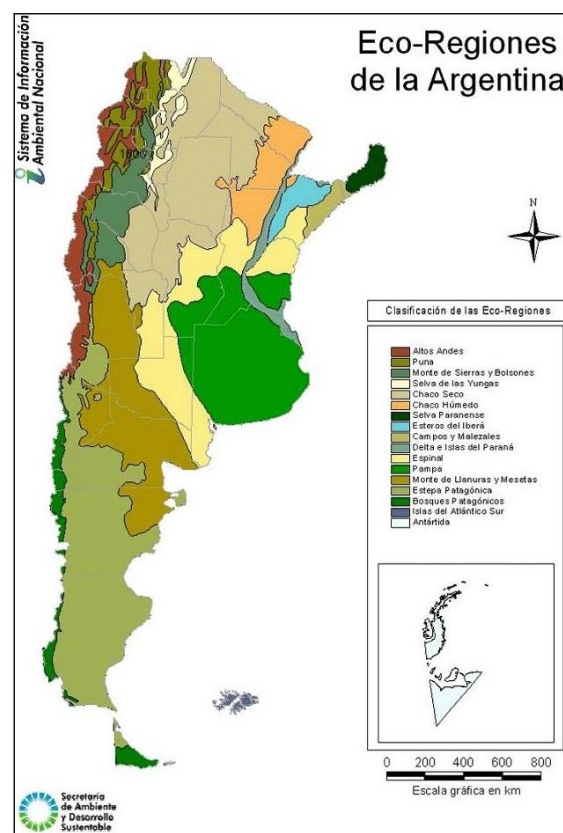 Sistema de Información
Ambiental Nacional
Eco-Regiones
de la Argentina
N
Clasificación de las Eco-Regiones
Altos Andes
Puna
Monte de Sierras y Bolsones
Selva de las Yungas
Chaco Seco
Chaco Húmedo
Selva Paranense
Esteros del Iberá
Campos y Malezales
Delta e Islas del Paraná
Espinal
Pampa
Monte de Llanuras y Mesetas
Estepa Patagónica
Bosques Patagónicos
Islas del Atlántico Sur
Antártida
0 200 400 600 800
Escala gráfica en km
Secretaría
de Ambiente
y Desarrollo
Sustentable